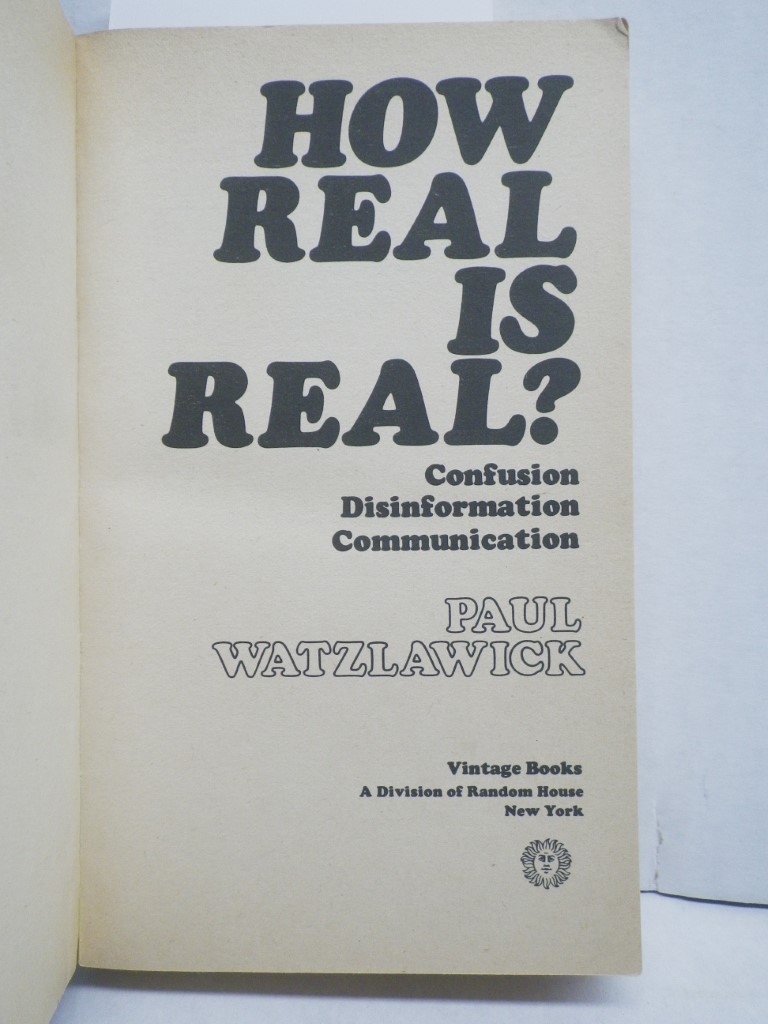 HOW
REAL
IS
REAL?
Confusion
Disinformation
Communication
PAUL
WATZLAWICK
Vintage Books
A Division of Random House
New York